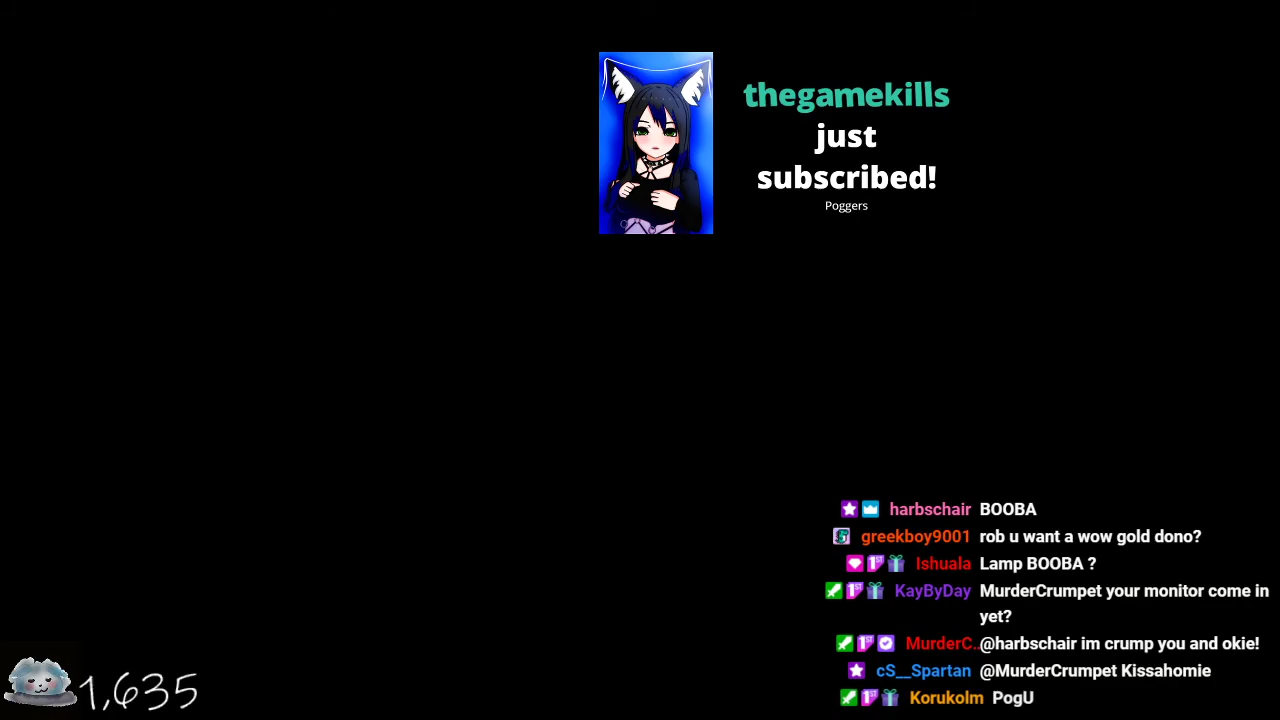 thegamekills
just
subscribed!
Poggers
harbschair BOOBA
greekboy9001 rob u want a wow gold dono?
Ishuala Lamp BOOBA ?
KayByDay MurderCrumpet your monitor come in
yet?
MurderC.. @harbschair im crump you and okie!
cS__Spartan @MurderCrumpet Kissahomie
Korukolm PogU
1,635